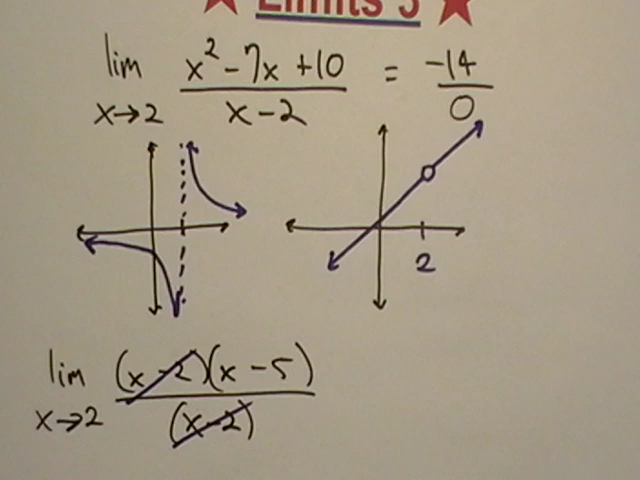 Limits 3
lim x→2 x² - 7x + 10 / x - 2 = -14 / 0
2
lim x→2 (x - 2)(x - 5) / (x - 2)